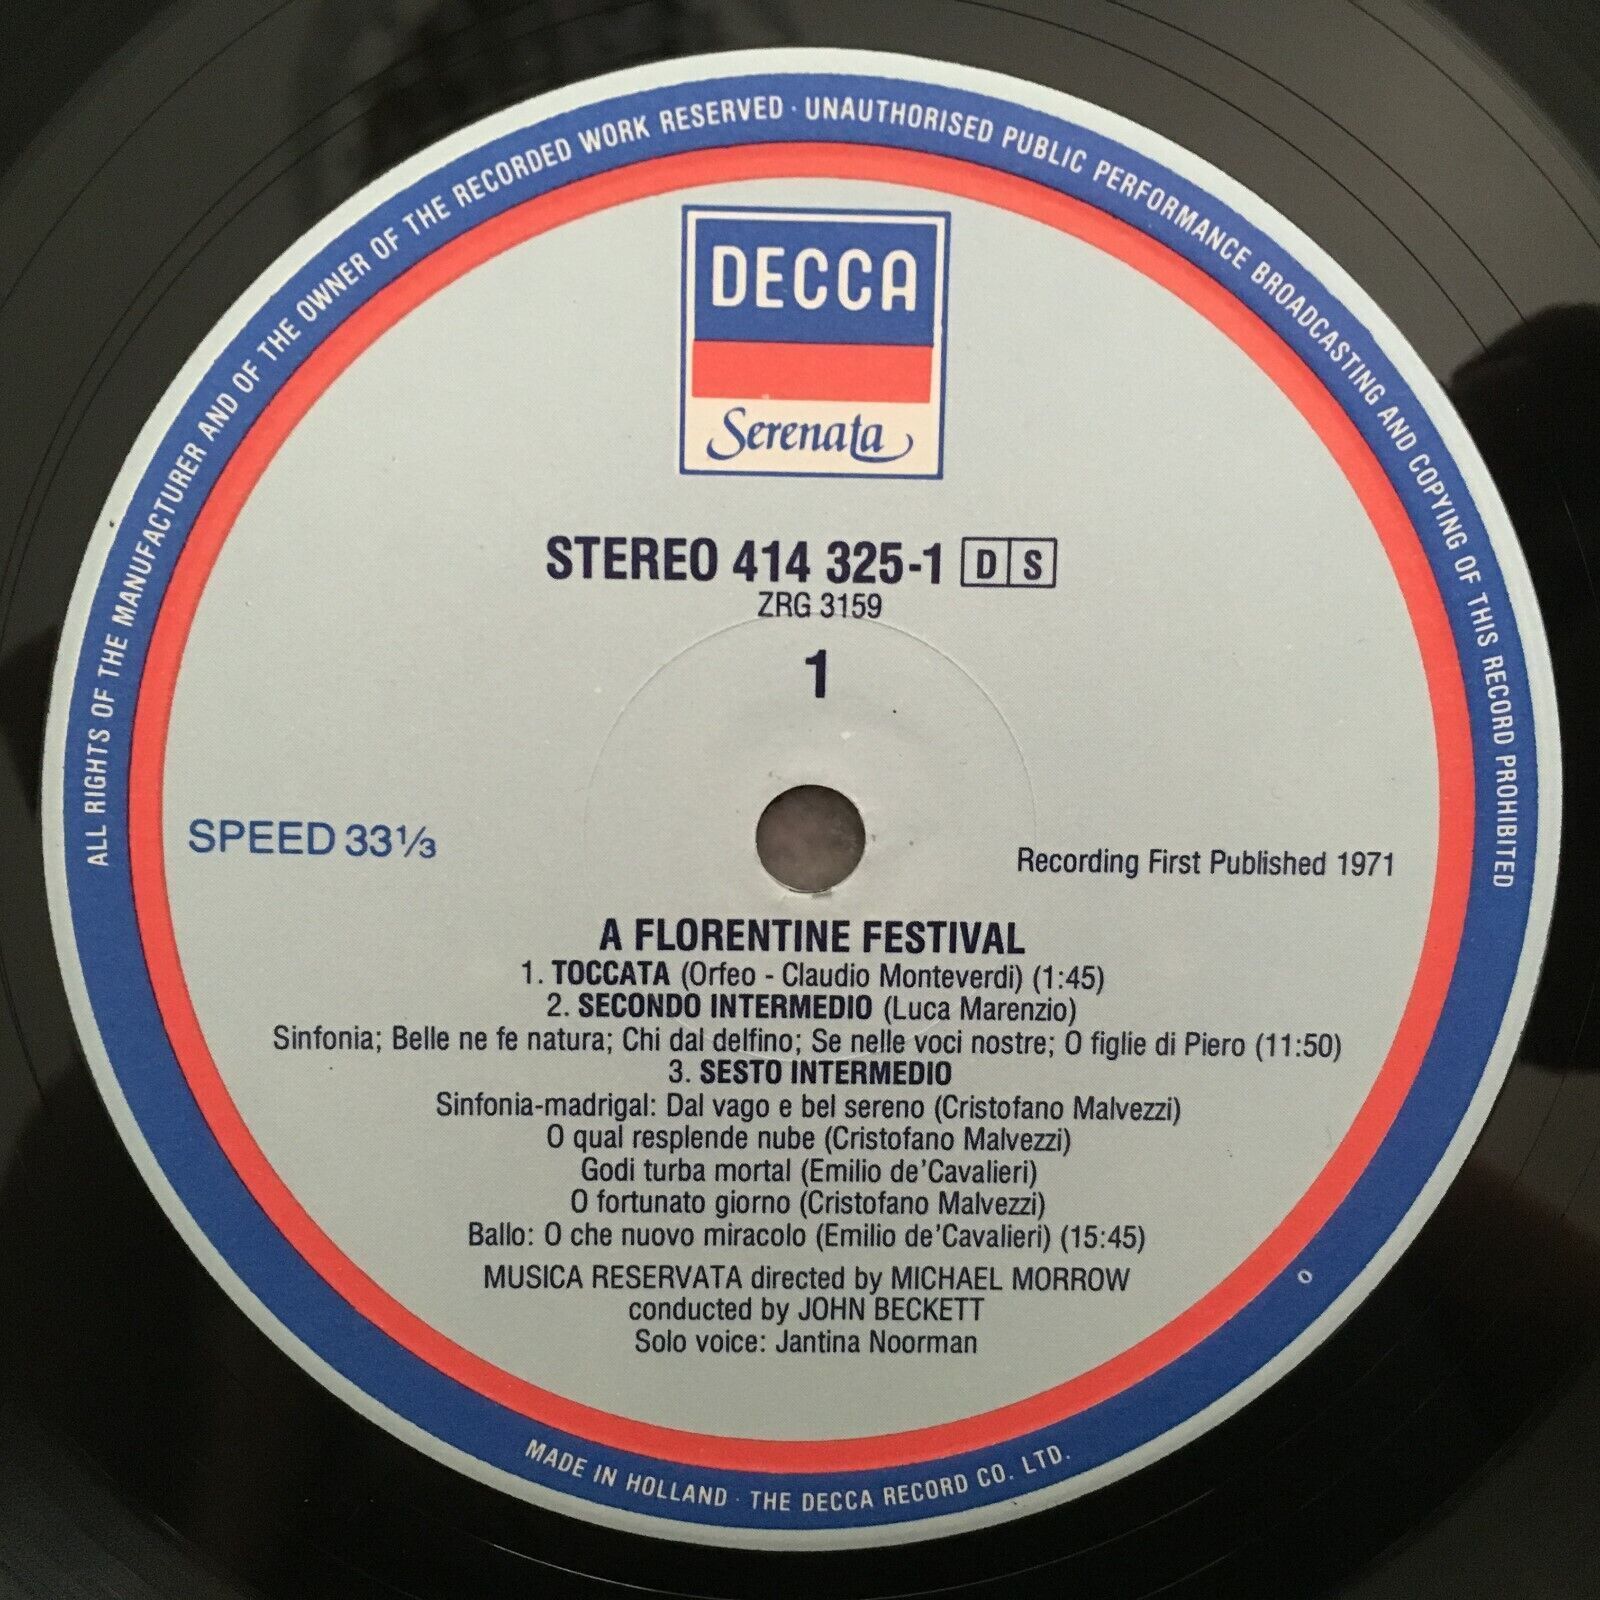 ALL RIGHTS OF THE MANUFACTURER AND OF THE OWNER OF THE RECORDED WORK RESERVED · UNAUTHORISED PUBLIC PERFORMANCE BROADCASTING AND COPYING OF THIS RECORD PROHIBITED
DECCA
Serenata
STEREO 414 325-1 D S
ZRG 3159
1
SPEED 33⅓
Recording First Published 1971
A FLORENTINE FESTIVAL
1. TOCCATA (Orfeo - Claudio Monteverdi) (1:45)
2. SECONDO INTERMEDIO (Luca Marenzio)
Sinfonia; Belle ne fe natura; Chi dal delfino; Se nelle voci nostre; O figlie di Piero (11:50)
3. SESTO INTERMEDIO
Sinfonia-madrigal: Dal vago e bel sereno (Cristofano Malvezzi)
O qual resplende nube (Cristofano Malvezzi)
Godi turba mortal (Emilio de'Cavalieri)
O fortunato giorno (Cristofano Malvezzi)
Ballo: O che nuovo miracolo (Emilio de'Cavalieri) (15:45)
MUSICA RESERVATA directed by MICHAEL MORROW
conducted by JOHN BECKETT
Solo voice: Jantina Noorman
MADE IN HOLLAND · THE DECCA RECORD CO. LTD.